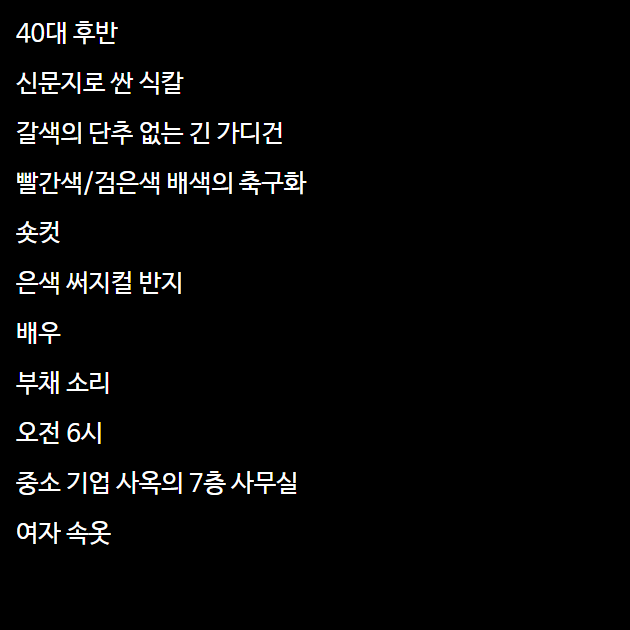 40대 후반
신문지로 싼 식칼
갈색의 단추 없는 긴 가디건
빨간색/검은색 배색의 축구화
숏컷
은색 써지컬 반지
배우
부채 소리
오전 6시
중소 기업 사옥의 7층 사무실
여자 속옷